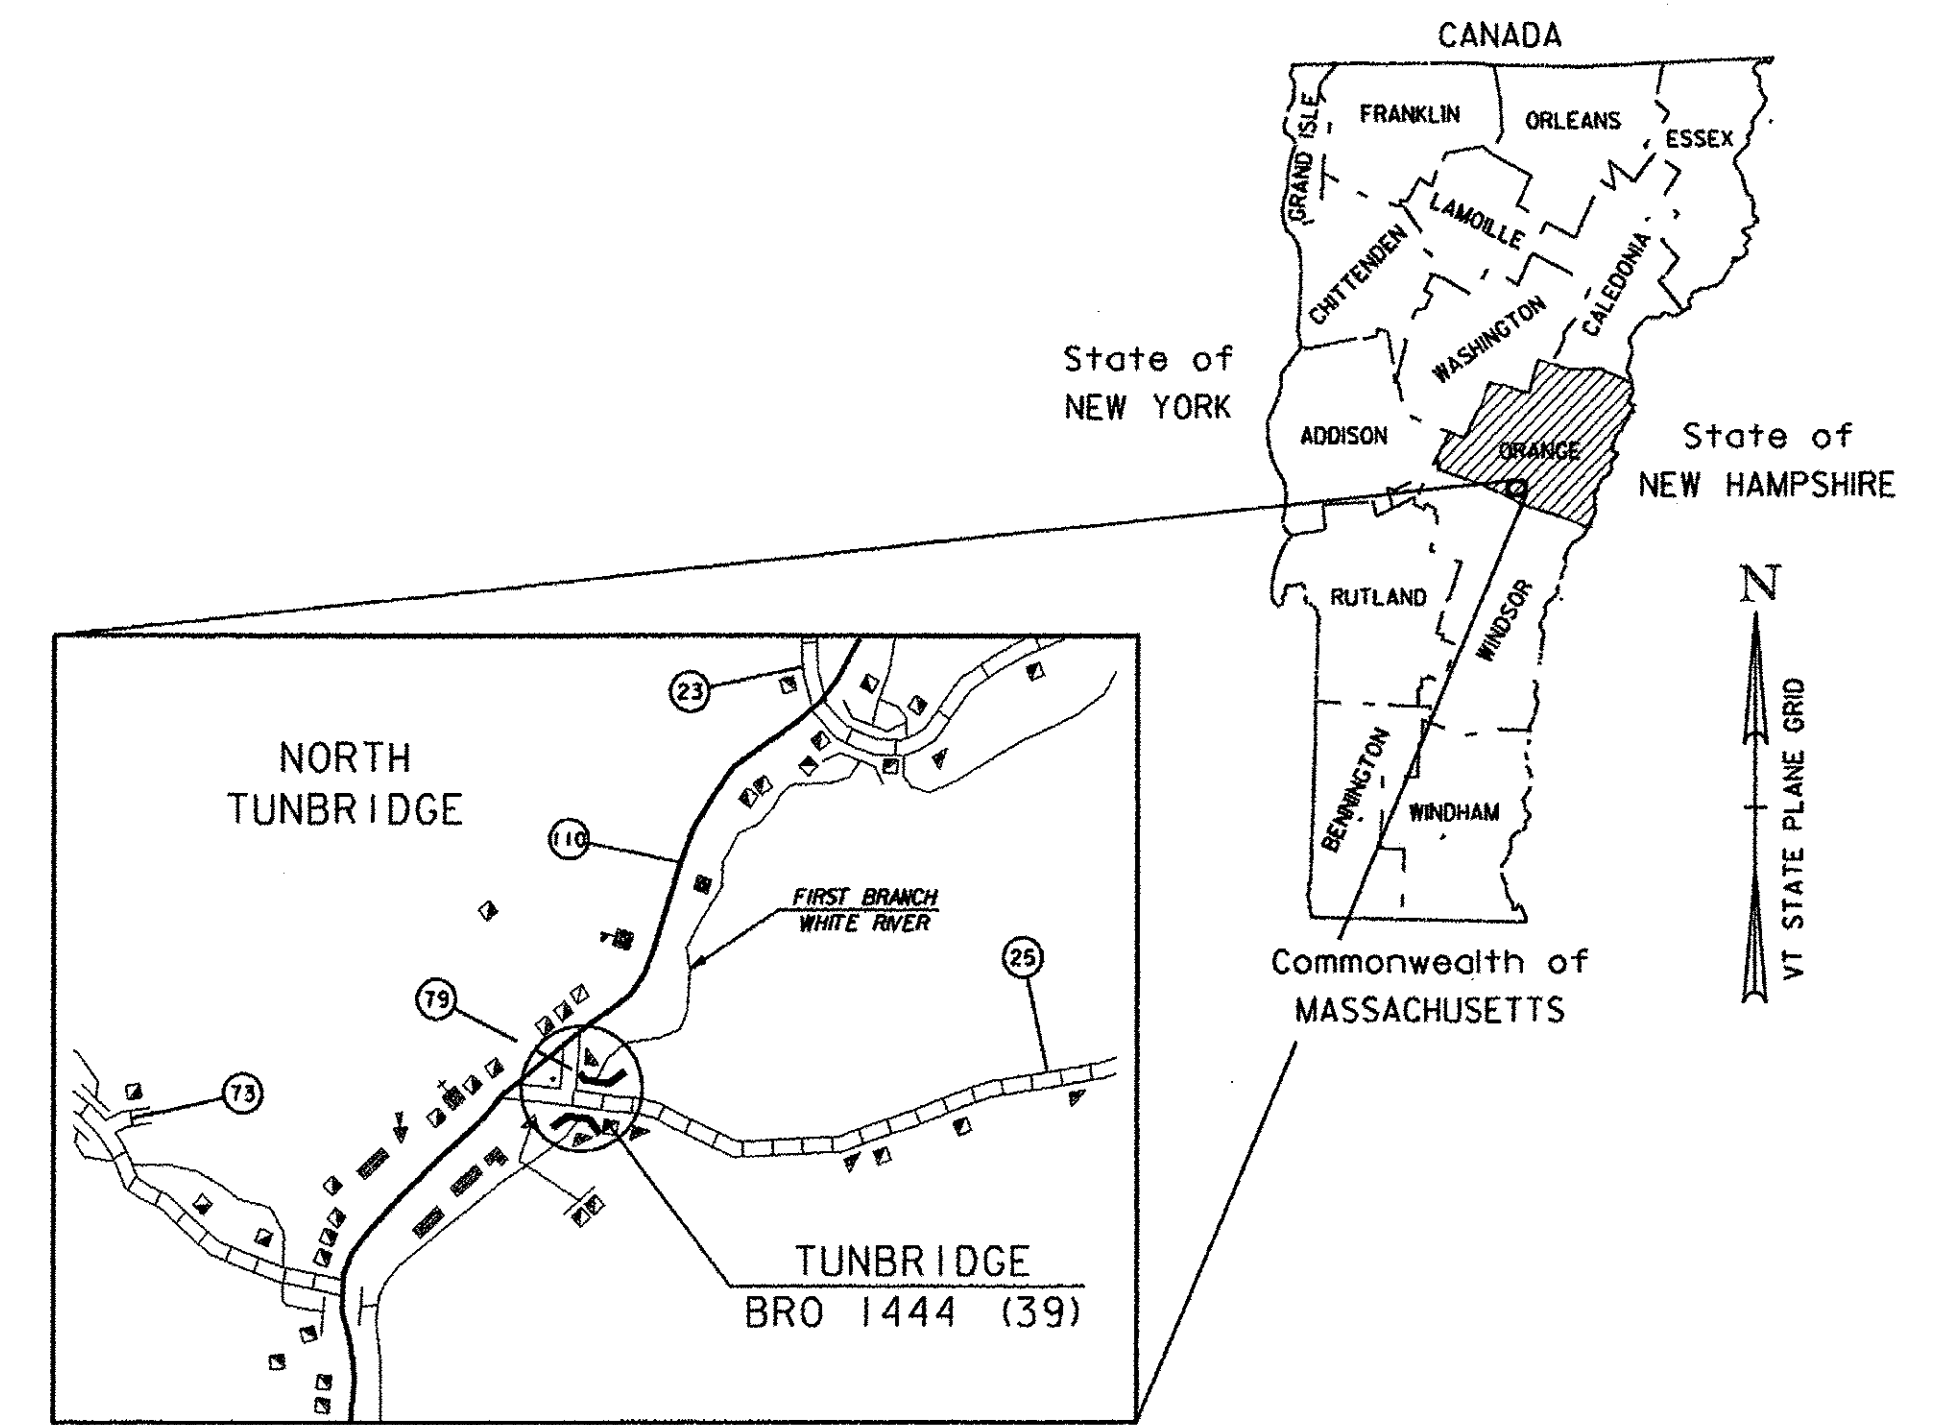 CANADA
GRAND ISLE
FRANKLIN
ORLEANS
ESSEX
LAMOILLE
CHITTENDEN
CALEDONIA
WASHINGTON
State of
NEW YORK
ADDISON
ORANGE
State of
NEW HAMPSHIRE
RUTLAND
WINDSOR
BENNINGTON
WINDHAM
Commonwealth of
MASSACHUSETTS
N
VT STATE PLANE GRID
23
NORTH
TUNBRIDGE
110
FIRST BRANCH
WHITE RIVER
25
79
73
TUNBRIDGE
BRO 1444 (39)